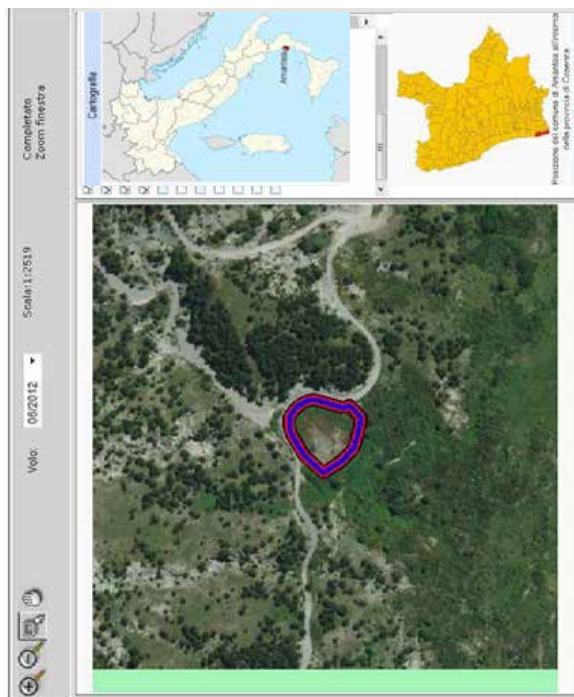 Volo: 06/2012
Scala:1:2519
Completato
Zoom finestra
Cartografia
Amantea
Posizione del comune di Amantea all'interno
della provincia di Cosenza